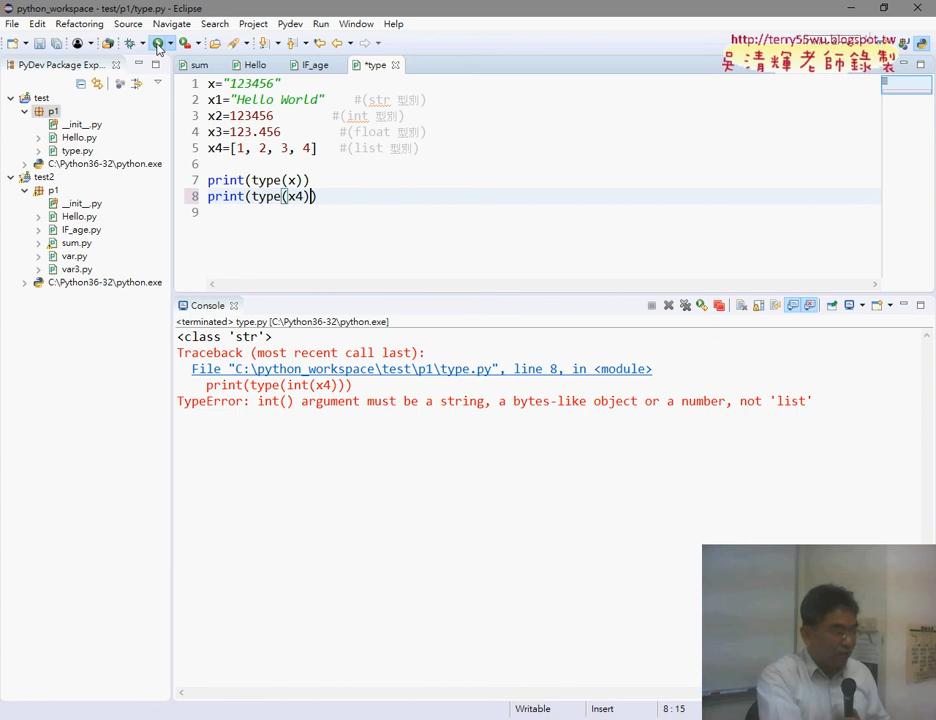 python_workspace - test/p1/type.py - Eclipse
File Edit Refactoring Source Navigate Search Project Pydev Run Window Help
http://terry55wu.blogspot.tw
吳清輝老師錄製
PyDev Package Exp...
sum Hello IF_age *type
test
p1
__init__.py
Hello.py
type.py
C:\Python36-32\python.exe
test2
p1
__init__.py
Hello.py
IF_age.py
sum.py
var.py
var3.py
C:\Python36-32\python.exe
1 x="123456"
2 x1="Hello World" #(str 型別)
3 x2=123456 #(int 型別)
4 x3=123.456 #(float 型別)
5 x4=[1, 2, 3, 4] #(list 型別)
6
7 print(type(x))
8 print(type(x4))
9
Console
<terminated> type.py [C:\Python36-32\python.exe]
<class 'str'>
Traceback (most recent call last):
File "C:\python_workspace\test\p1\type.py", line 8, in <module>
print(type(int(x4)))
TypeError: int() argument must be a string, a bytes-like object or a number, not 'list'
Writable Insert 8 : 15